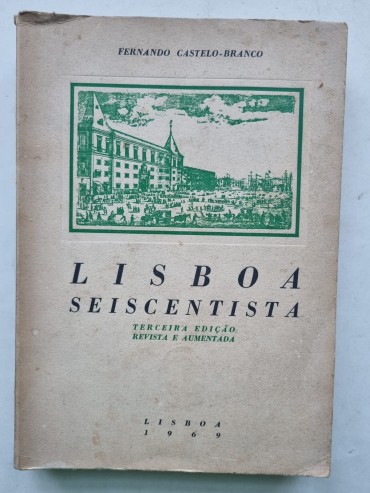 FERNANDO CASTELO-BRANCO
LISBOA
SEISCENTISTA
TERCEIRA EDIÇÃO
REVISTA E AUMENTADA
LISBOA
1969